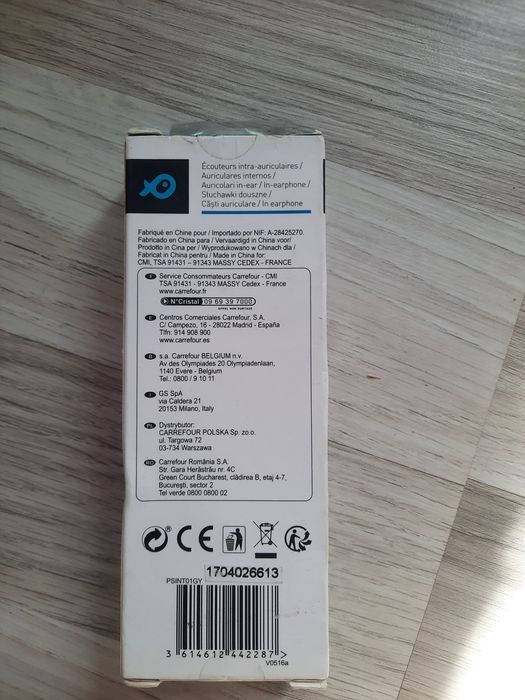 Écouteurs intra-auriculaires /
Auriculares internos /
Auricolari in-ear / In-earphone /
Słuchawki douszne /
Căști auriculare / In earphone
Fabriqué en Chine pour / Importado por NIF: A-28425270.
Fabricado en China para / Vervaardigd in China voor/
Prodotto in Cina per / Wyprodukowano w Chinach dla /
Fabricat in China pentru / Made in China for:
CMI, TSA 91431 – 91343 MASSY CEDEX - FRANCE
F Service Consommateurs Carrefour - CMI
TSA 91431 - 91343 MASSY Cedex - France
www.carrefour.fr
N°Cristal 09 69 39 7000
APPEL NON SURTAXÉ
E Centros Comerciales Carrefour, S.A.
C/ Campezo, 16 - 28022 Madrid - España
Tlfn: 914 908 900
www.carrefour.es
B s.a. Carrefour BELGIUM n.v.
Av des Olympiades 20 Olympiadenlaan,
1140 Evere - Belgium
Tel.: 0800 / 9 10 11
I GS SpA
via Caldera 21
20153 Milano, Italy
PL Dystrybutor:
CARREFOUR POLSKA Sp. zo.o.
ul. Targowa 72
03-734 Warszawa
RO Carrefour România S.A.
Str. Gara Herăstrău nr. 4C
Green Court Bucharest, clădirea B, etaj 4-7,
București, sector 2
Tel verde 0800 0800 02
CE
1704026613
PSINT01GY
3 614612 442287 >
V0516a